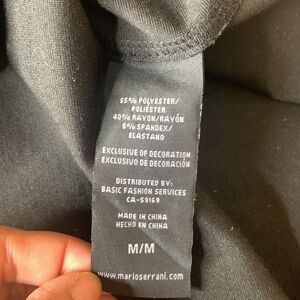 55% POLYESTER/
POLIÉSTER
40% RAYON/RAYÓN
5% SPANDEX/
ELASTANO
EXCLUSIVE OF DECORATION
EXCLUSIVO DE DECORACIÓN
DISTRIBUTED BY:
BASIC FASHION SERVICES
CA-59169
MADE IN CHINA
HECHO EN CHINA
M/M
www.marioserrani.com